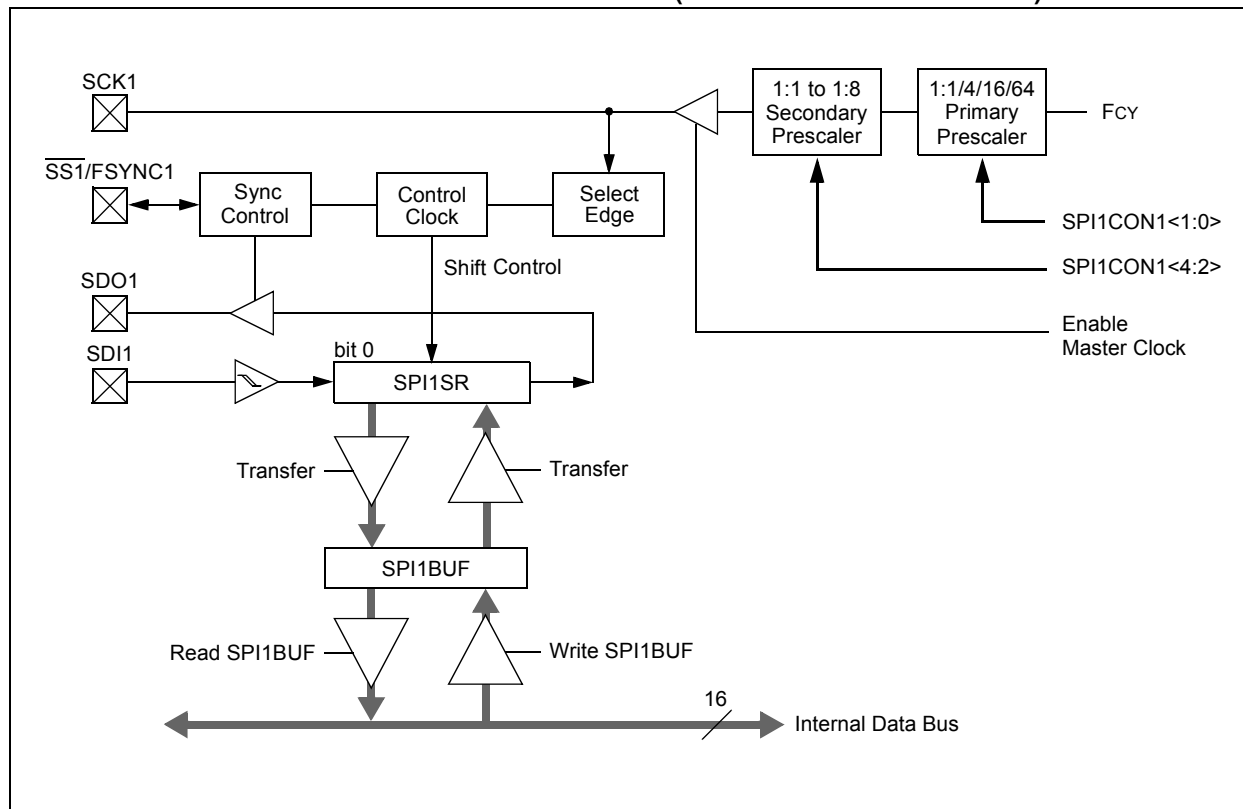 SCK1
1:1 to 1:8
Secondary
Prescaler
1:1/4/16/64
Primary
Prescaler
FCY
SS1/FSYNC1
Sync
Control
Control
Clock
Select
Edge
SPI1CON1<1:0>
SPI1CON1<4:2>
Shift Control
SDO1
Enable
Master Clock
SDI1
bit 0
SPI1SR
Transfer
Transfer
SPI1BUF
Read SPI1BUF
Write SPI1BUF
16
Internal Data Bus